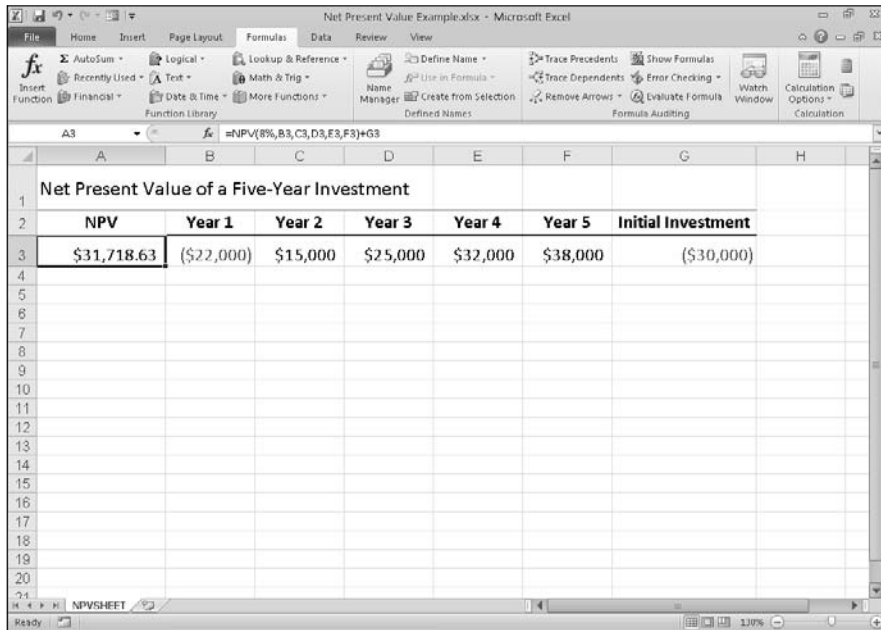 Net Present Value Example.xlsx - Microsoft Excel
File Home Insert Page Layout Formulas Data Review View
fx Insert Function
Σ AutoSum
Recently Used
Financial
Logical
Text
Date & Time
Lookup & Reference
Math & Trig
More Functions
Function Library
Name Manager
Define Name
Use in Formula
Create from Selection
Defined Names
Trace Precedents
Trace Dependents
Remove Arrows
Show Formulas
Error Checking
Evaluate Formula
Formula Auditing
Watch Window
Calculation Options
Calculation
A3 fx =NPV(8%,B3,C3,D3,E3,F3)+G3
A B C D E F G H
1 Net Present Value of a Five-Year Investment
2 NPV Year 1 Year 2 Year 3 Year 4 Year 5 Initial Investment
3 $31,718.63 ($22,000) $15,000 $25,000 $32,000 $38,000 ($30,000)
4
5
6
7
8
9
10
11
12
13
14
15
16
17
18
19
20
21
NPVSHEET
Ready 130%